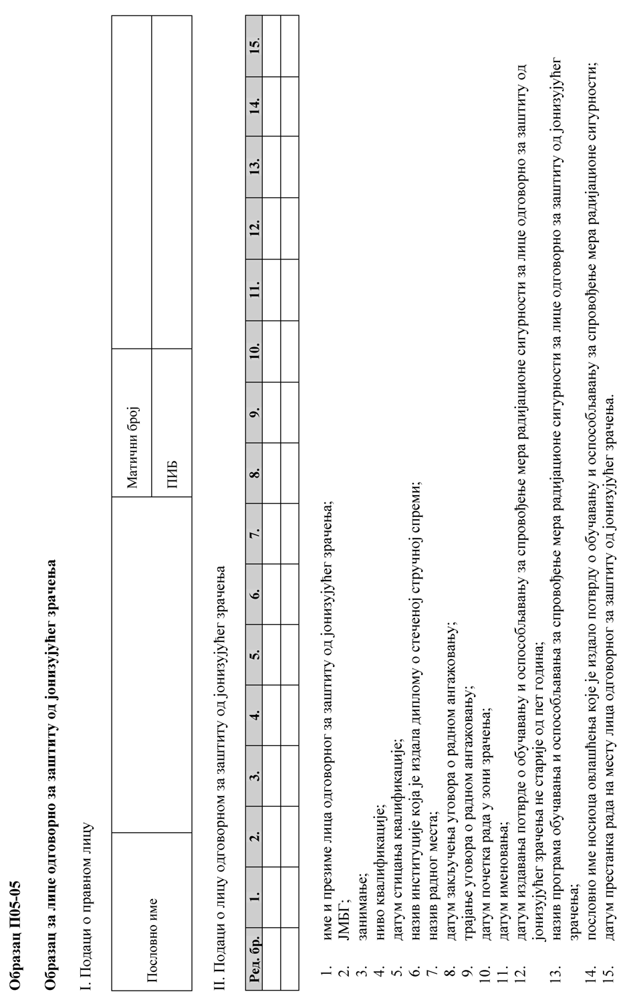 Образац П05-05
Образац за лице одговорно за заштиту од јонизујућег зрачења
I. Подаци о правном лицу
Пословно име
Матични број
ПИБ
II. Подаци о лицу одговорном за заштиту од јонизујућег зрачења
Ред. бр. 1. 2. 3. 4. 5. 6. 7. 8. 9. 10. 11. 12. 13. 14. 15.
1. име и презиме лица одговорног за заштиту од јонизујућег зрачења;
2. ЈМБГ;
3. занимање;
4. ниво квалификације;
5. датум стицања квалификације;
6. назив институције која је издала диплому о стеченој стручној спреми;
7. назив радног места;
8. датум закључења уговора о радном ангажовању;
9. трајање уговора о радном ангажовању;
10. датум почетка рада у зони зрачења;
11. датум именовања;
12. датум издавања потврде о обучавању и оспособљавању за спровођење мера радијационе сигурности за лице одговорно за заштиту од
јонизујућег зрачења не старије од пет година;
13. назив програма обучавања и оспособљавања за спровођење мера радијационе сигурности за лице одговорно за заштиту од јонизујућег
зрачења;
14. пословно име носиоца овлашћења које је издало потврду о обучавању и оспособљавању за спровођење мера радијационе сигурности;
15. датум престанка рада на месту лица одговорног за заштиту од јонизујућег зрачења.